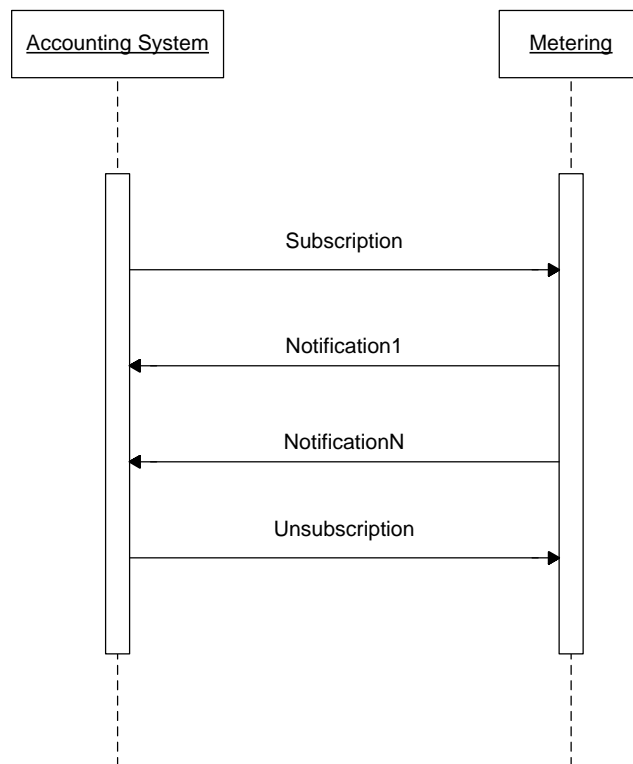 Accounting System
Metering
Subscription
Notification1
NotificationN
Unsubscription